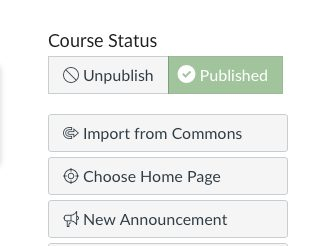 Course Status
Unpublish Published
Import from Commons
Choose Home Page
New Announcement